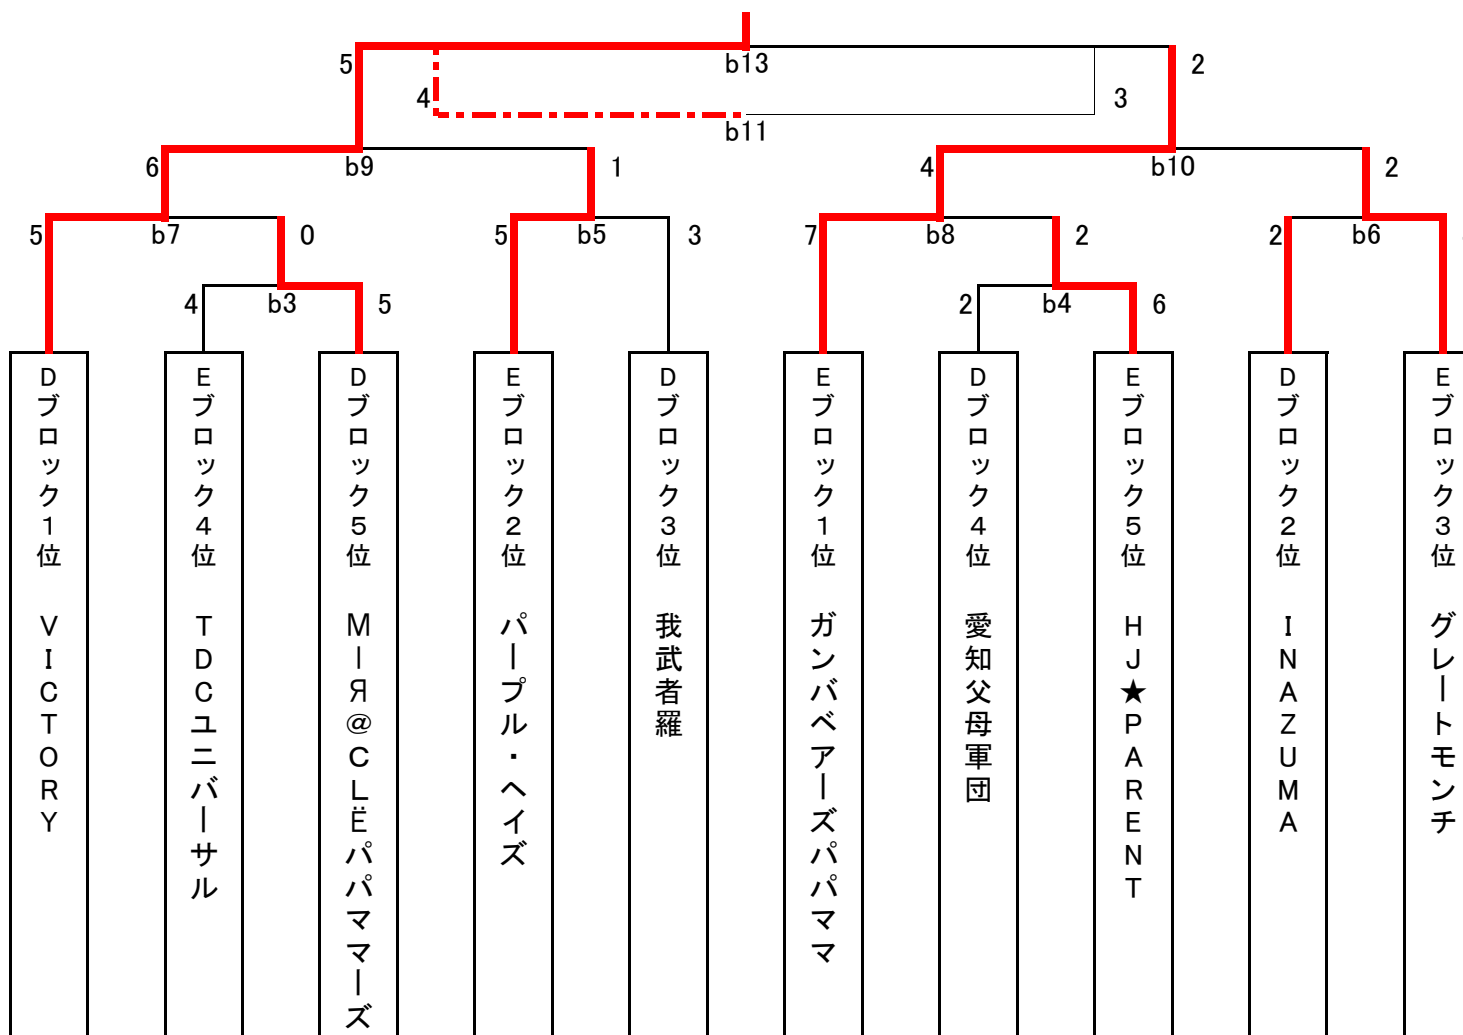 5
b13
2
4
b11
3
6
b9
1
4
b10
2
5
b7
0
5
b5
3
7
b8
2
2
b6
4
b3
5
2
b4
6
Dブロック1位 VICTORY
Eブロック4位 TDCユニバーサル
Dブロック5位 MIЯ@CLËパパママーズ
Eブロック2位 パープル・ヘイズ
Dブロック3位 我武者羅
Eブロック1位 ガンバベアーズパパママ
Dブロック4位 愛知父母軍団
Eブロック5位 HJ★PARENT
Dブロック2位 INAZUMA
Eブロック3位 グレートモンチ